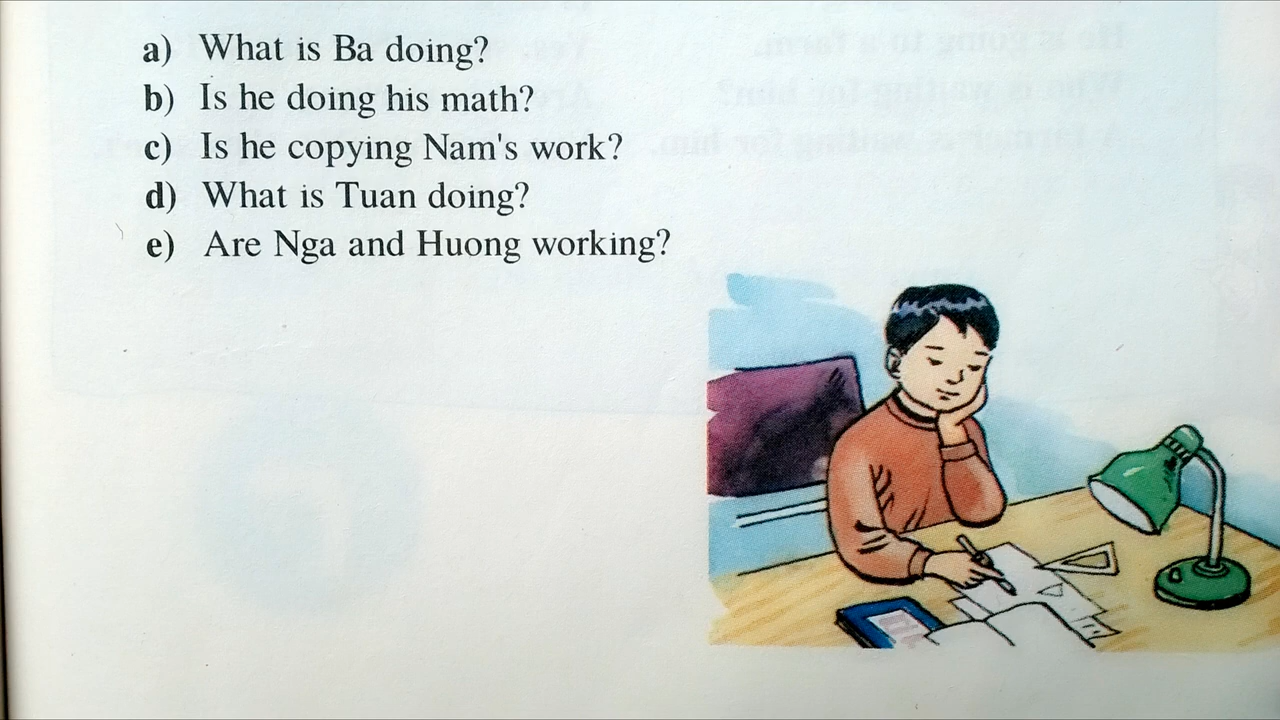 a) What is Ba doing?
b) Is he doing his math?
c) Is he copying Nam's work?
d) What is Tuan doing?
e) Are Nga and Huong working?